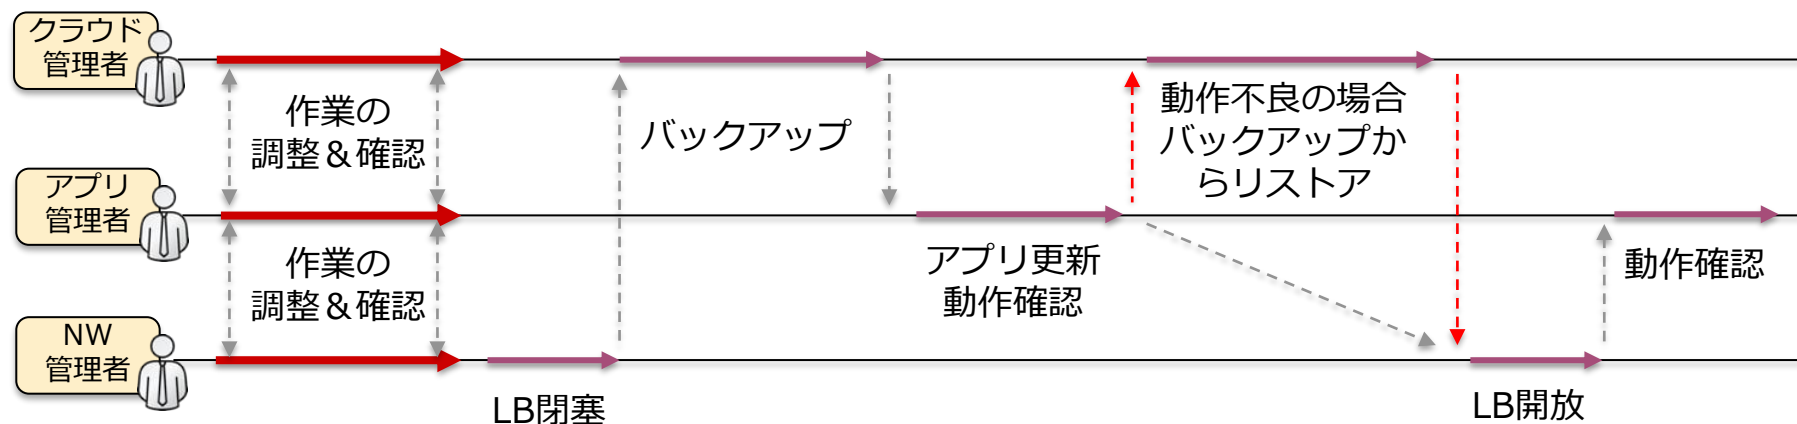 クラウド
管理者
作業の
調整＆確認
バックアップ
動作不良の場合
バックアップか
らリストア
アプリ
管理者
作業の
調整＆確認
アプリ更新
動作確認
動作確認
NW
管理者
LB閉塞
LB開放